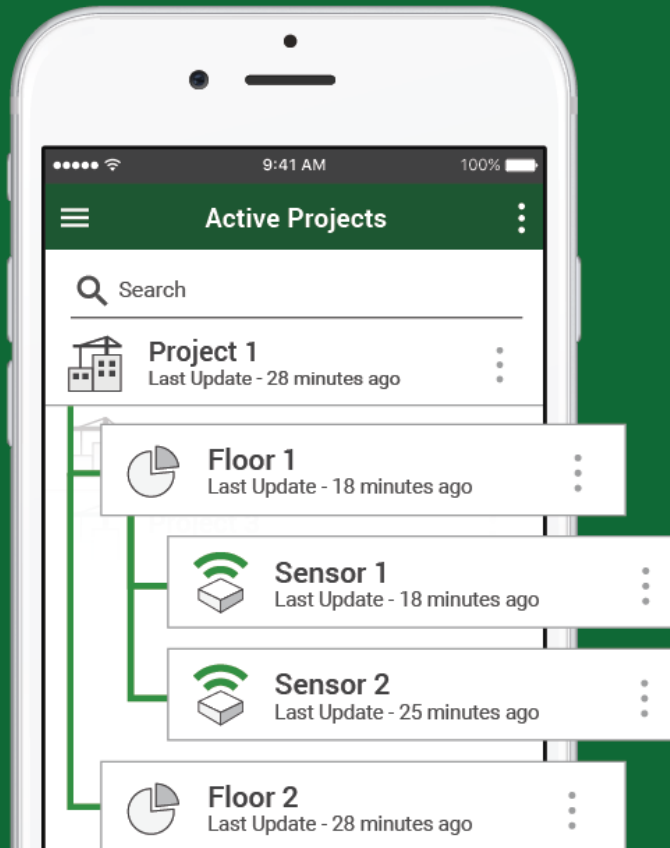 9:41 AM
100%
Active Projects
Search
Project 1
Last Update - 28 minutes ago
Floor 1
Last Update - 18 minutes ago
Project 3
Sensor 1
Last Update - 18 minutes ago
Sensor 2
Last Update - 25 minutes ago
Floor 2
Last Update - 28 minutes ago